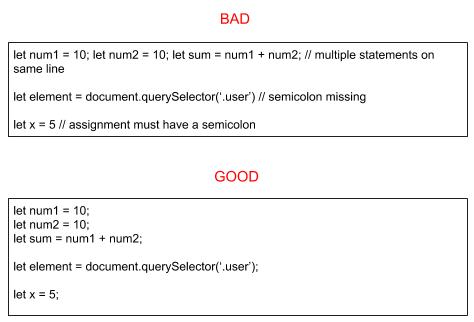 BAD
let num1 = 10; let num2 = 10; let sum = num1 + num2; // multiple statements on
same line
let element = document.querySelector(‘.user’) // semicolon missing
let x = 5 // assignment must have a semicolon
GOOD
let num1 = 10;
let num2 = 10;
let sum = num1 + num2;
let element = document.querySelector(‘.user’);
let x = 5;